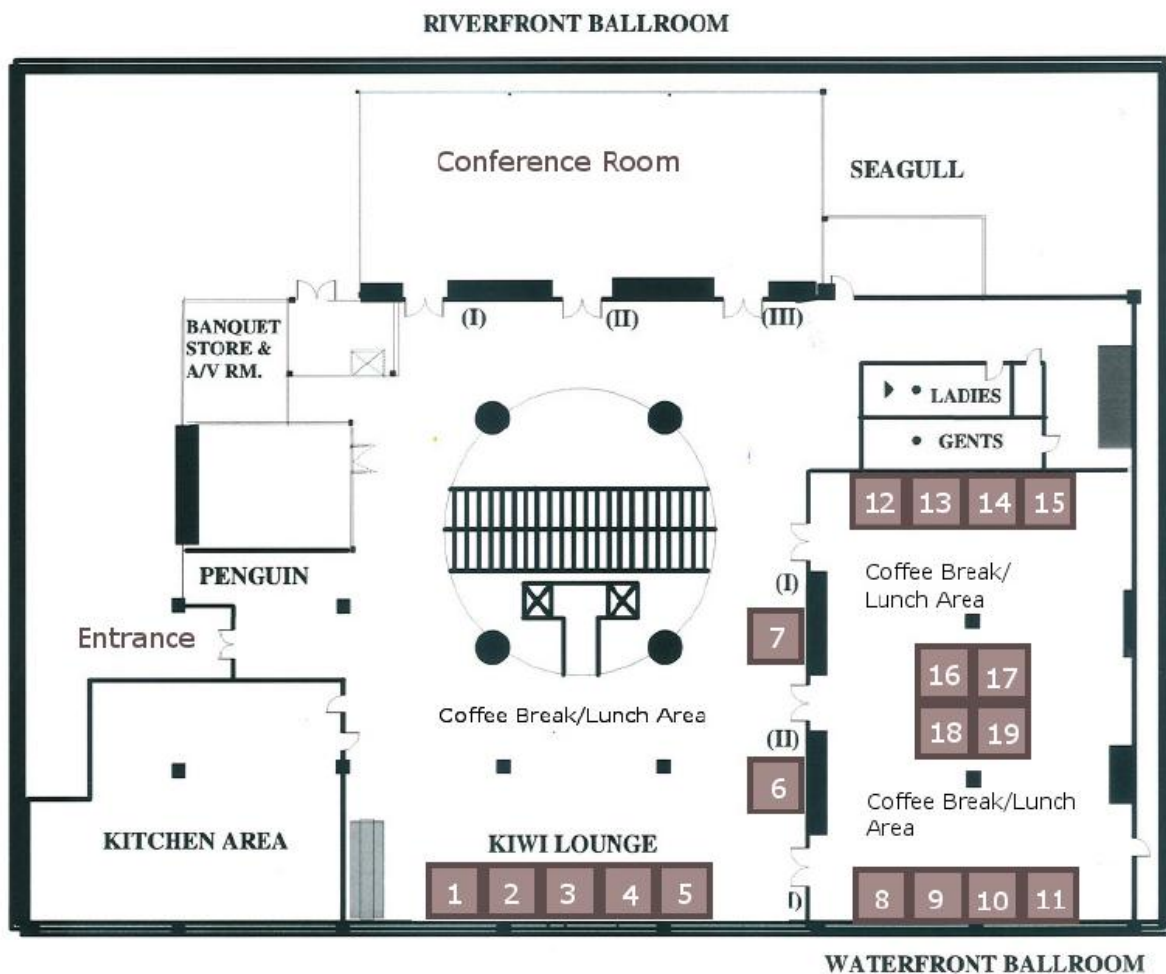 RIVERFRONT BALLROOM
Conference Room
SEAGULL
(I)
(II)
(III)
BANQUET
STORE &
A/V RM.
LADIES
GENTS
12 13 14 15
PENGUIN
(I)
Coffee Break/
Lunch Area
Entrance
7
16 17
Coffee Break/Lunch Area
18 19
(II)
6
Coffee Break/Lunch
Area
KITCHEN AREA
KIWI LOUNGE
1 2 3 4 5
I)
8 9 10 11
WATERFRONT BALLROOM